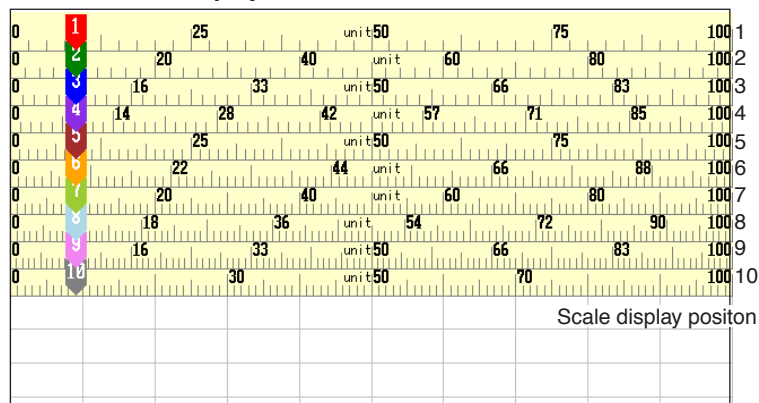 0 1 25 unit 50 75 100 1
0 2 20 40 unit 60 80 100 2
0 3 16 33 unit 50 66 83 100 3
0 4 14 28 42 unit 57 71 85 100 4
0 5 25 unit 50 75 100 5
0 6 22 44 unit 66 88 100 6
0 7 20 40 unit 60 80 100 7
0 8 18 36 unit 54 72 90 100 8
0 9 16 33 unit 50 66 83 100 9
0 10 30 unit 50 70 100 10
Scale display positon